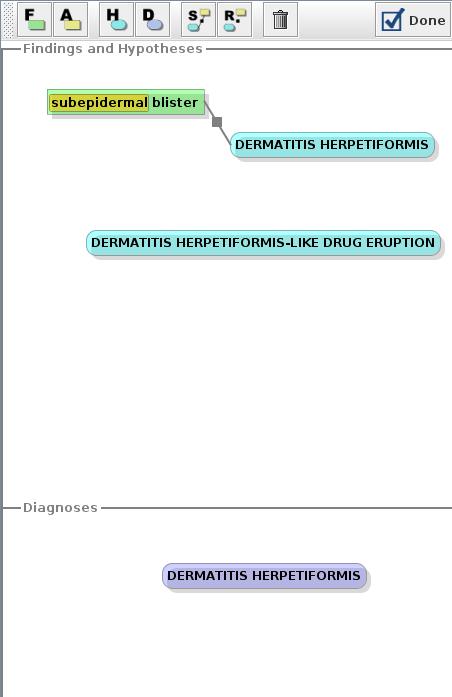 F A H D S R Done
Findings and Hypotheses
subepidermal blister
DERMATITIS HERPETIFORMIS
DERMATITIS HERPETIFORMIS-LIKE DRUG ERUPTION
Diagnoses
DERMATITIS HERPETIFORMIS